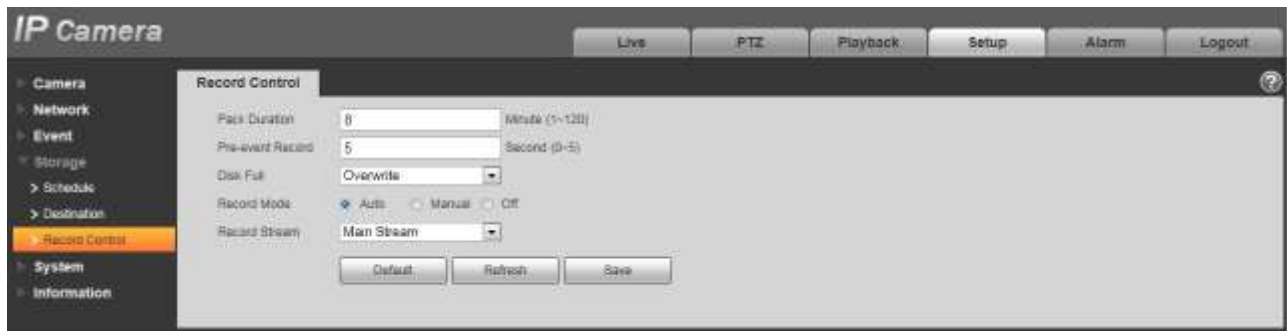 IP Camera
Live PTZ Playback Setup Alarm Logout
Camera
Network
Event
Storage
Schedule
Destination
Record Control
System
Information
Record Control ?
Pack Duration 8 Minute (1~120)
Pre-event Record 5 Second (0~5)
Disk Full Overwrite
Record Mode Auto Manual Off
Record Stream Main Stream
Default Refresh Save